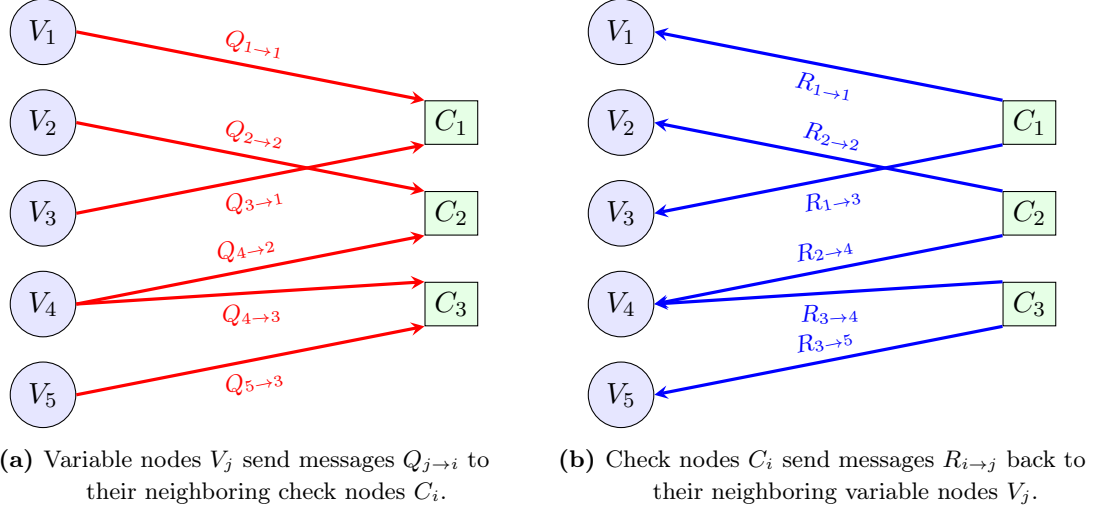 V₁
Q₁→₁
V₂
Q₂→₂
C₁
V₃
Q₃→₁
C₂
Q₄→₂
V₄
Q₄→₃
C₃
V₅
Q₅→₃
(a) Variable nodes Vⱼ send messages Qⱼ→ᵢ to
their neighboring check nodes Cᵢ.
V₁
R₁→₁
V₂
R₂→₂
C₁
V₃
R₁→₃
C₂
R₂→₄
V₄
R₃→₄
C₃
R₃→₅
V₅
(b) Check nodes Cᵢ send messages Rᵢ→ⱼ back to
their neighboring variable nodes Vⱼ.